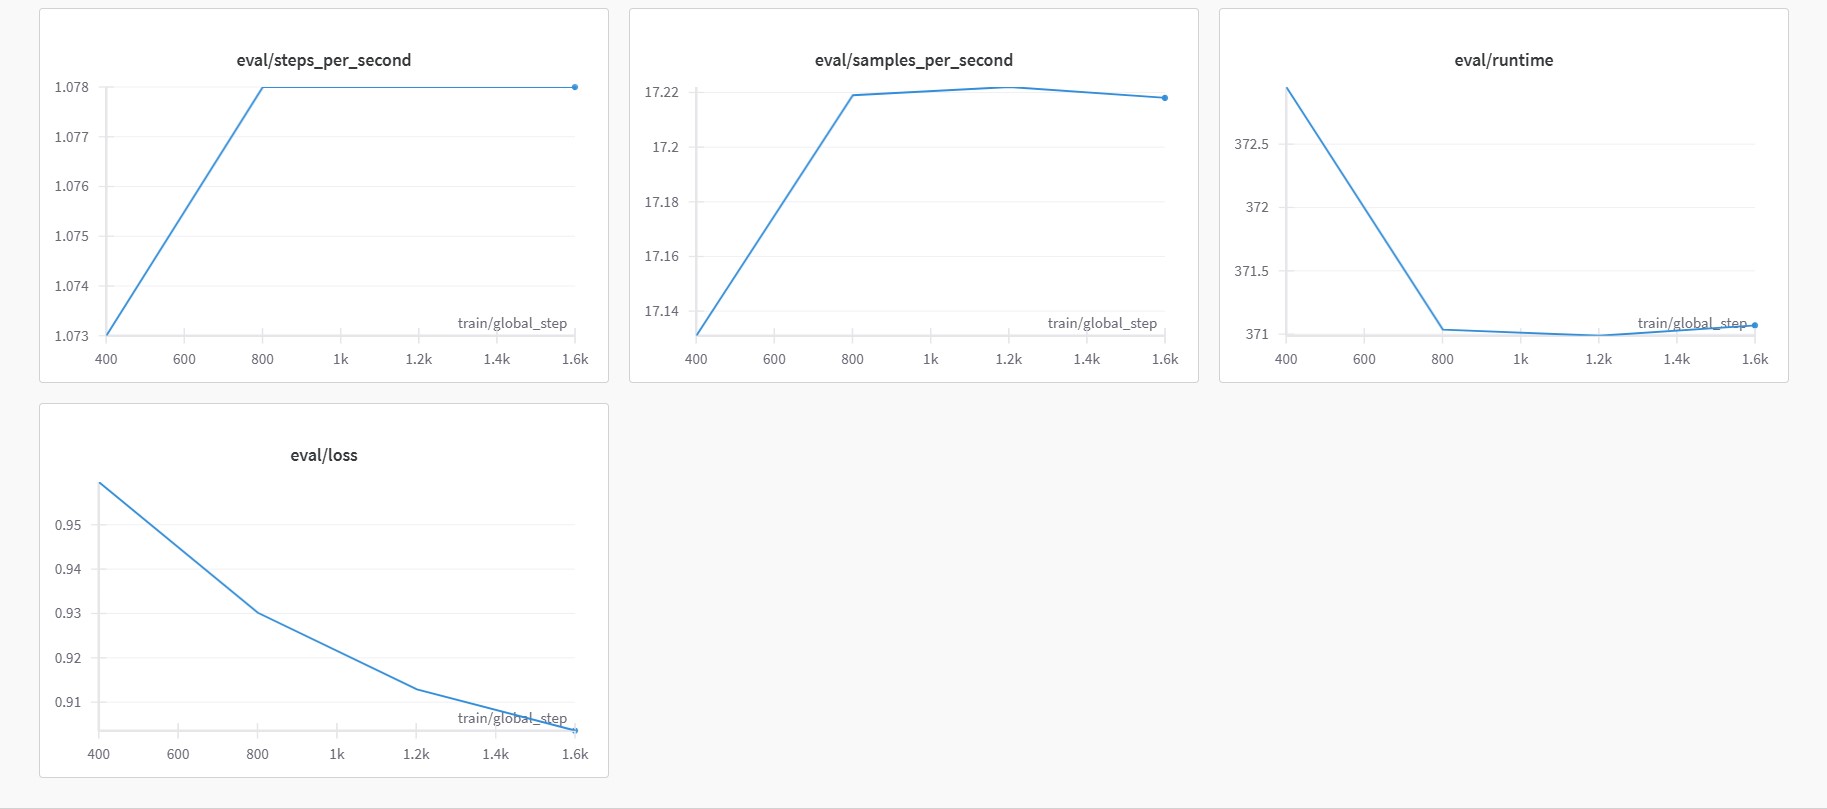 eval/steps_per_second
1.078
1.077
1.076
1.075
1.074
1.073
train/global_step
400 600 800 1k 1.2k 1.4k 1.6k
eval/samples_per_second
17.22
17.2
17.18
17.16
17.14
train/global_step
400 600 800 1k 1.2k 1.4k 1.6k
eval/runtime
372.5
372
371.5
371
train/global_step
400 600 800 1k 1.2k 1.4k 1.6k
eval/loss
0.95
0.94
0.93
0.92
0.91
train/global_step
400 600 800 1k 1.2k 1.4k 1.6k